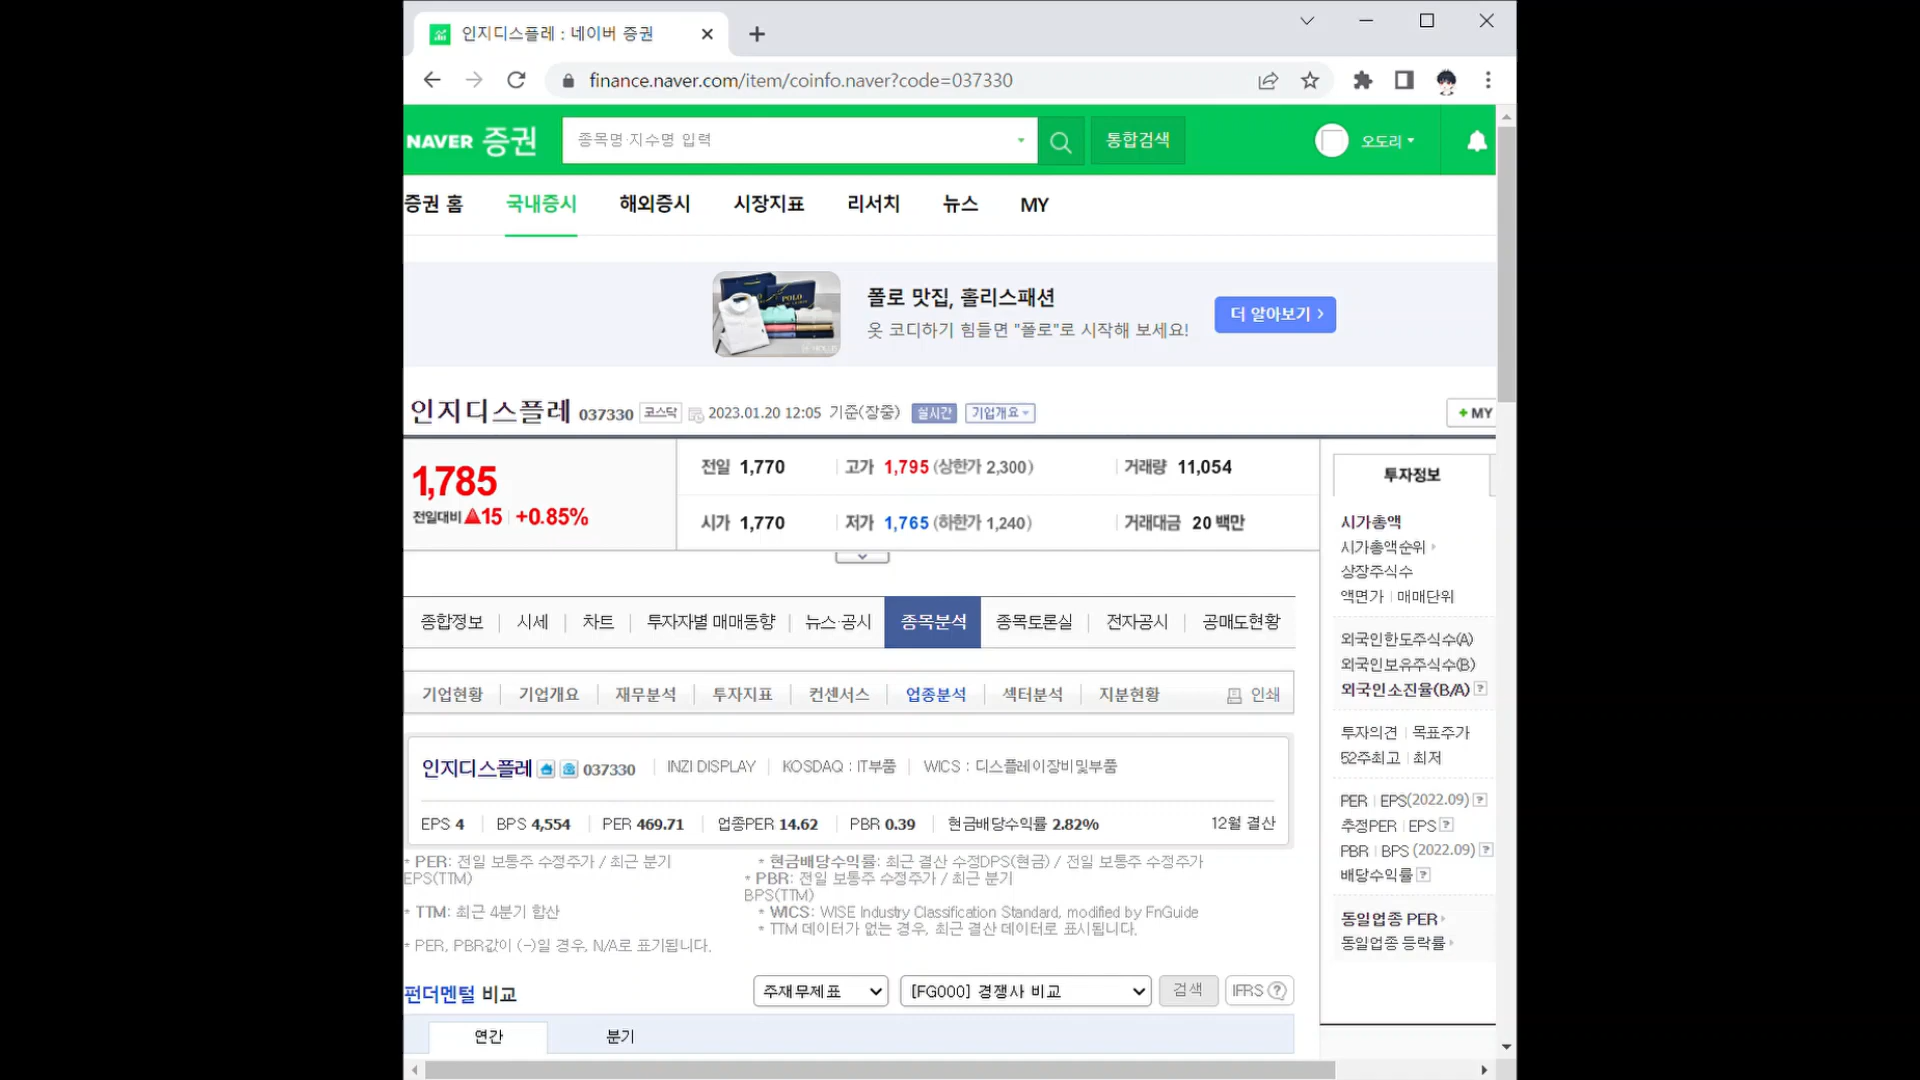 인지디스플레 : 네이버 증권
finance.naver.com/item/coinfo.naver?code=037330
NAVER 증권
종목명·지수명 입력
통합검색
오도리
증권 홈 국내증시 해외증시 시장지표 리서치 뉴스 MY
POLO
폴로 맛집, 홀리스패션
옷 코디하기 힘들면 "폴로"로 시작해 보세요!
더 알아보기
인지디스플레 037330 코스닥 2023.01.20 12:05 기준(장중) 실시간 기업개요
+ MY
1,785
전일대비 ▲15 +0.85%
전일 1,770 고가 1,795 (상한가 2,300) 거래량 11,054
시가 1,770 저가 1,765 (하한가 1,240) 거래대금 20 백만
종합정보 시세 차트 투자자별 매매동향 뉴스·공시 종목분석 종목토론실 전자공시 공매도현황
기업현황 기업개요 재무분석 투자지표 컨센서스 업종분석 섹터분석 지분현황 인쇄
인지디스플레 037330 INZI DISPLAY KOSDAQ : IT부품 WICS : 디스플레이장비및부품
EPS 4 BPS 4,554 PER 469.71 업종PER 14.62 PBR 0.39 현금배당수익률 2.82% 12월 결산
* PER: 전일 보통주 수정주가 / 최근 분기
EPS(TTM)
* TTM: 최근 4분기 합산
* PER, PBR값이 (-)일 경우, N/A로 표기됩니다.
* 현금배당수익률: 최근 결산 수정DPS(현금) / 전일 보통주 수정주가
* PBR: 전일 보통주 수정주가 / 최근 분기
BPS(TTM)
* WICS: WISE Industry Classification Standard, modified by FnGuide
* TTM 데이터가 없는 경우, 최근 결산 데이터로 표시됩니다.
펀더멘털 비교
주재무제표
[FG000] 경쟁사 비교
검색
IFRS ?
연간 분기
투자정보
시가총액
시가총액순위
상장주식수
액면가 매매단위
외국인한도주식수(A)
외국인보유주식수(B)
외국인소진율(B/A) ?
투자의견 목표주가
52주최고 최저
PER EPS(2022.09) ?
추정PER EPS ?
PBR BPS (2022.09) ?
배당수익률 ?
동일업종 PER
동일업종 등락률